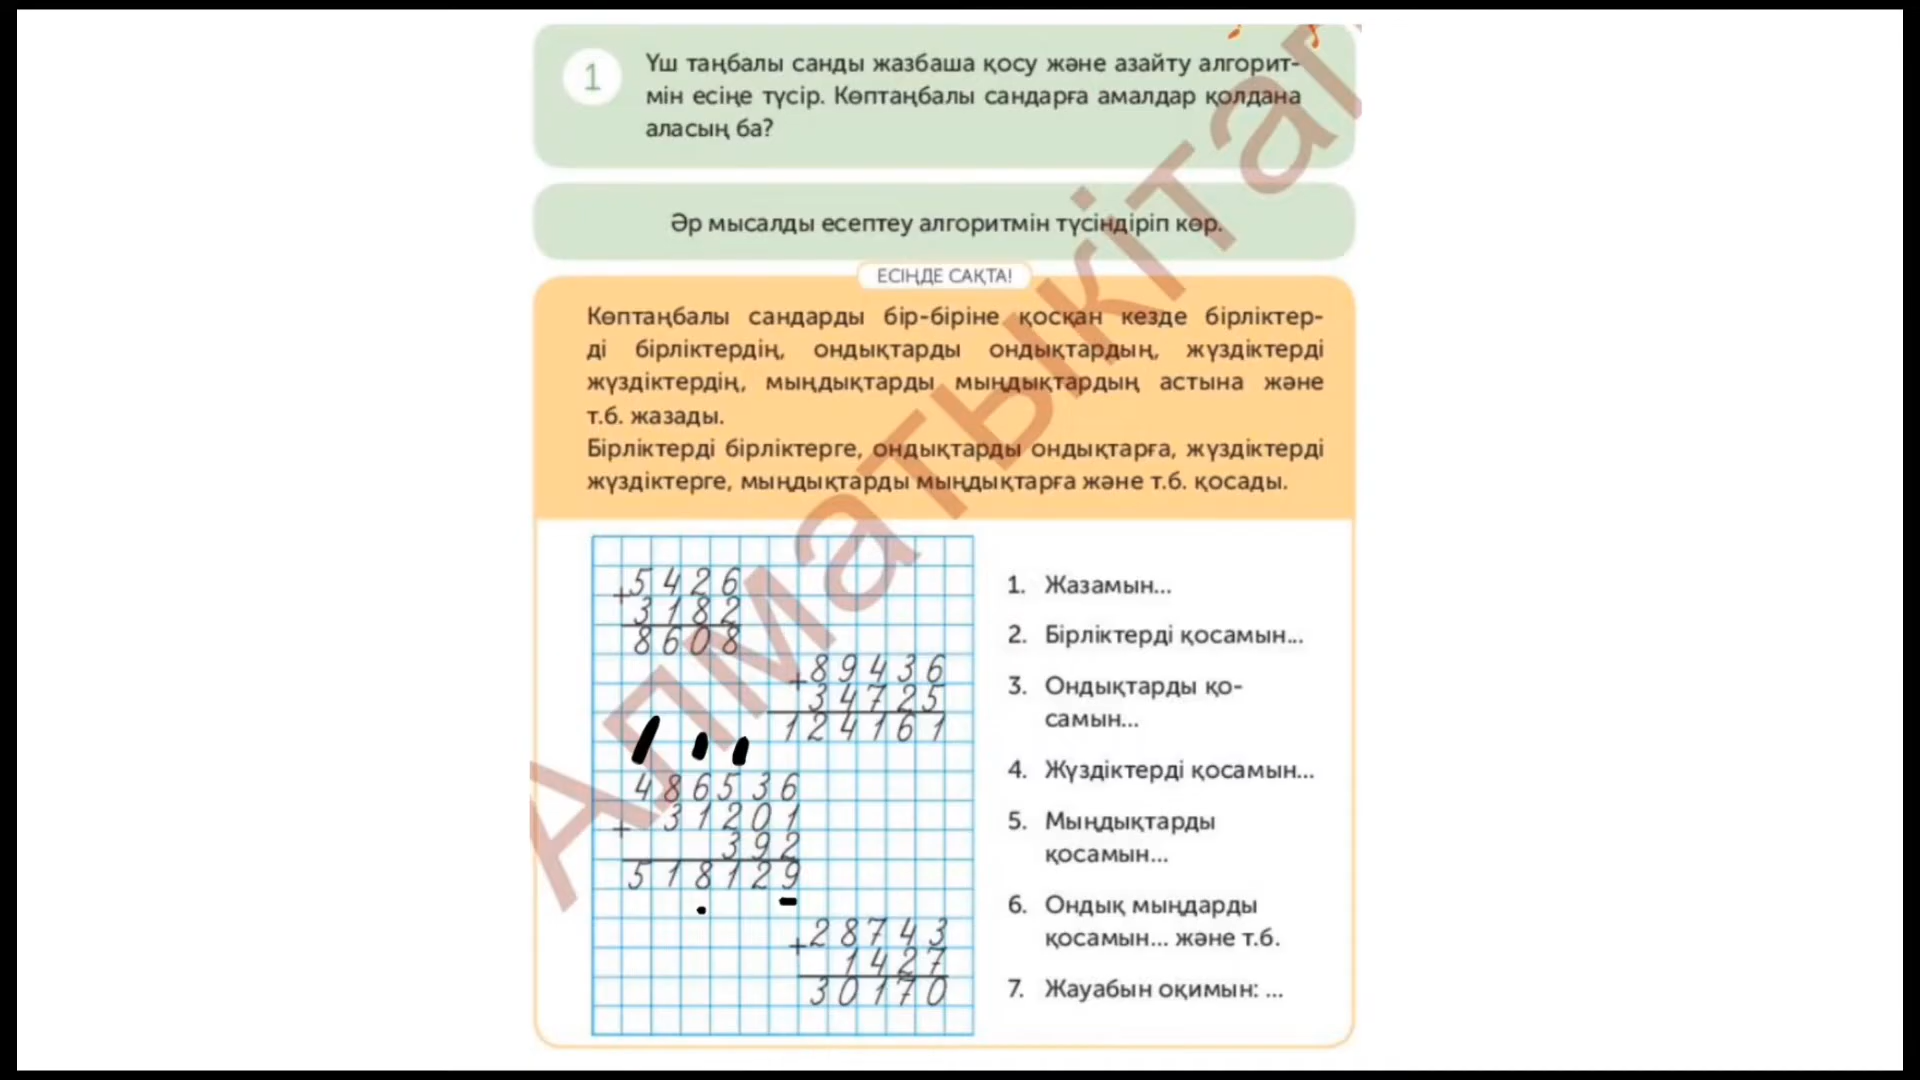 1
Үш таңбалы санды жазбаша қосу және азайту алгорит-
мін есіңе түсір. Көптаңбалы сандарға амалдар қолдана
аласың ба?
Әр мысалды есептеу алгоритмін түсіндіріп көр.
ЕСІҢДЕ САҚТА!
Көптаңбалы сандарды бір-біріне қосқан кезде бірліктер-
ді бірліктердің, ондықтарды ондықтардың, жүздіктерді
жүздіктердің, мыңдықтарды мыңдықтардың астына және
т.б. жазады.
Бірліктерді бірліктерге, ондықтарды ондықтарға, жүздіктерді
жүздіктерге, мыңдықтарды мыңдықтарға және т.б. қосады.
5426
+
3182
8608
89436
+
34725
124161
486536
31201
+
392
518129
28743
+
1427
30170
1. Жазамын...
2. Бірліктерді қосамын...
3. Ондықтарды қо-
самын...
4. Жүздіктерді қосамын...
5. Мыңдықтарды
қосамын...
6. Ондық мыңдарды
қосамын... және т.б.
7. Жауабын оқимын: ...
Алматыкітап